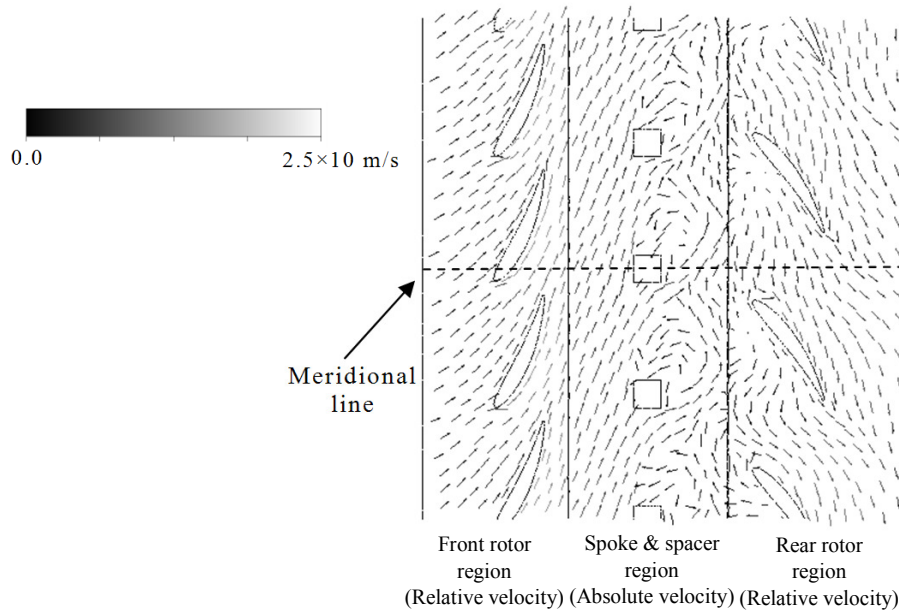 0.0
2.5×10 m/s
Meridional
line
Front rotor
region
(Relative velocity)
Spoke & spacer
region
(Absolute velocity)
Rear rotor
region
(Relative velocity)